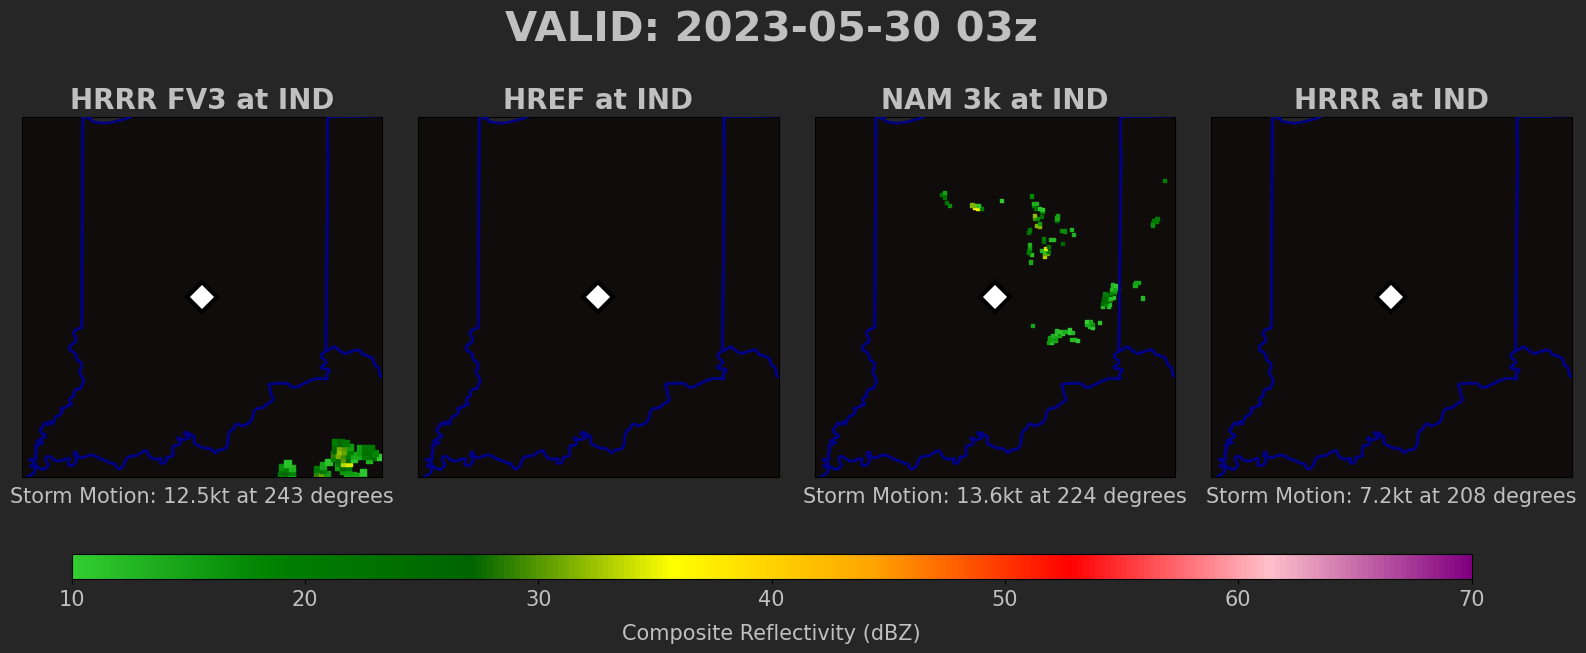 VALID: 2023-05-30 03z
HRRR FV3 at IND
HREF at IND
NAM 3k at IND
HRRR at IND
Storm Motion: 12.5kt at 243 degrees
Storm Motion: 13.6kt at 224 degrees
Storm Motion: 7.2kt at 208 degrees
10 20 30 40 50 60 70
Composite Reflectivity (dBZ)